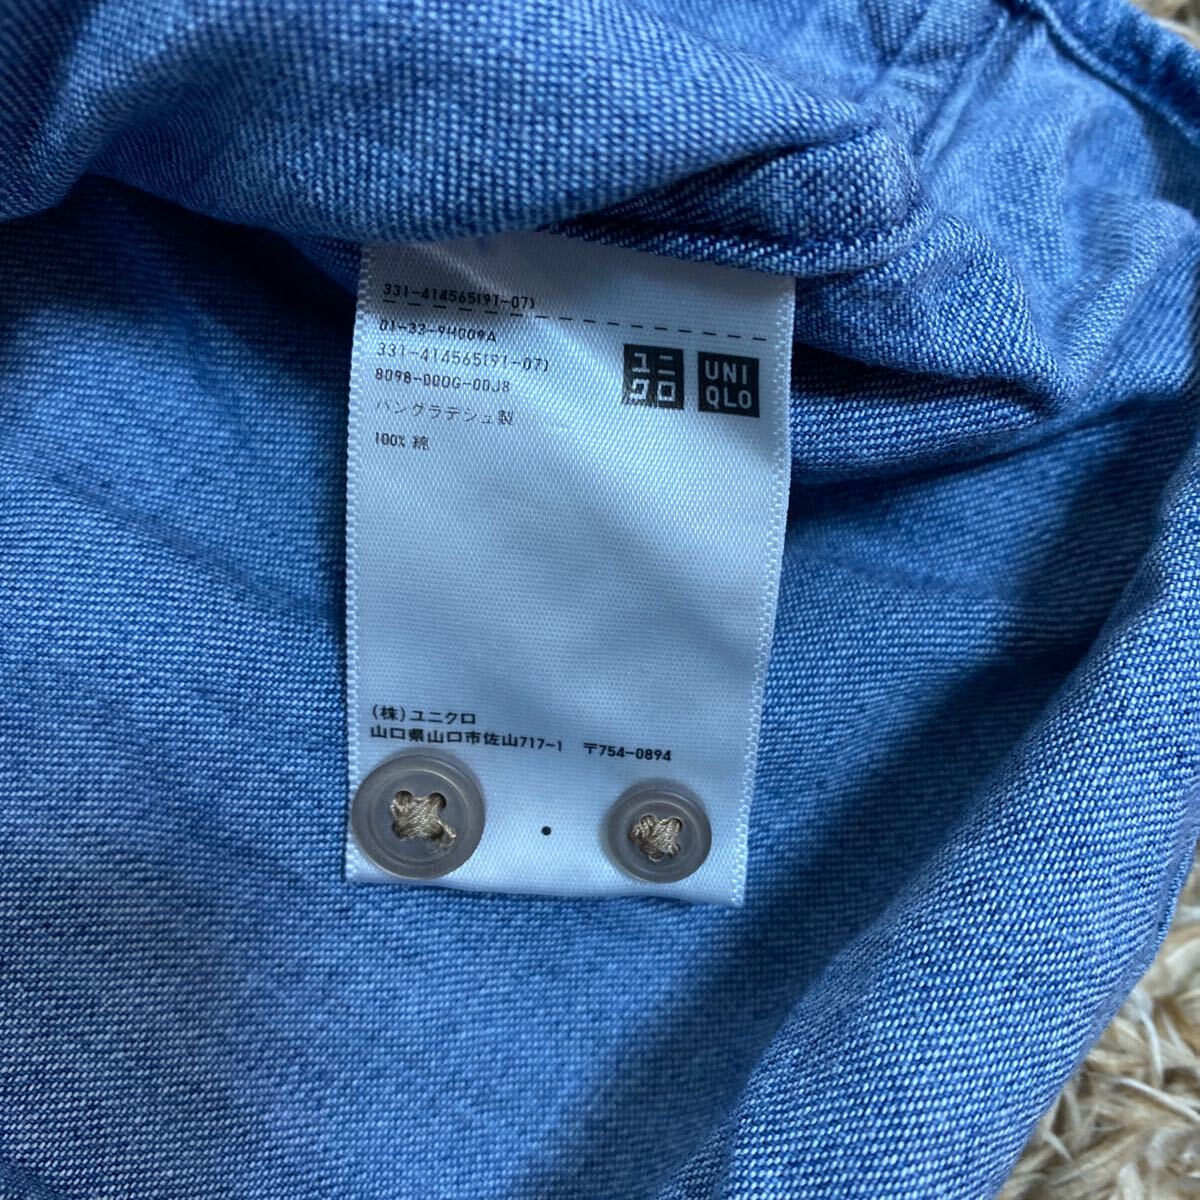 331-414565(91-07)
01-33-9H009A
331-414565(91-07)
8098-000G-00J8
バングラデシュ製
100% 綿
ユニ
クロ
UNI
QLO
(株)ユニクロ
山口県山口市佐山717-1 〒754-0894